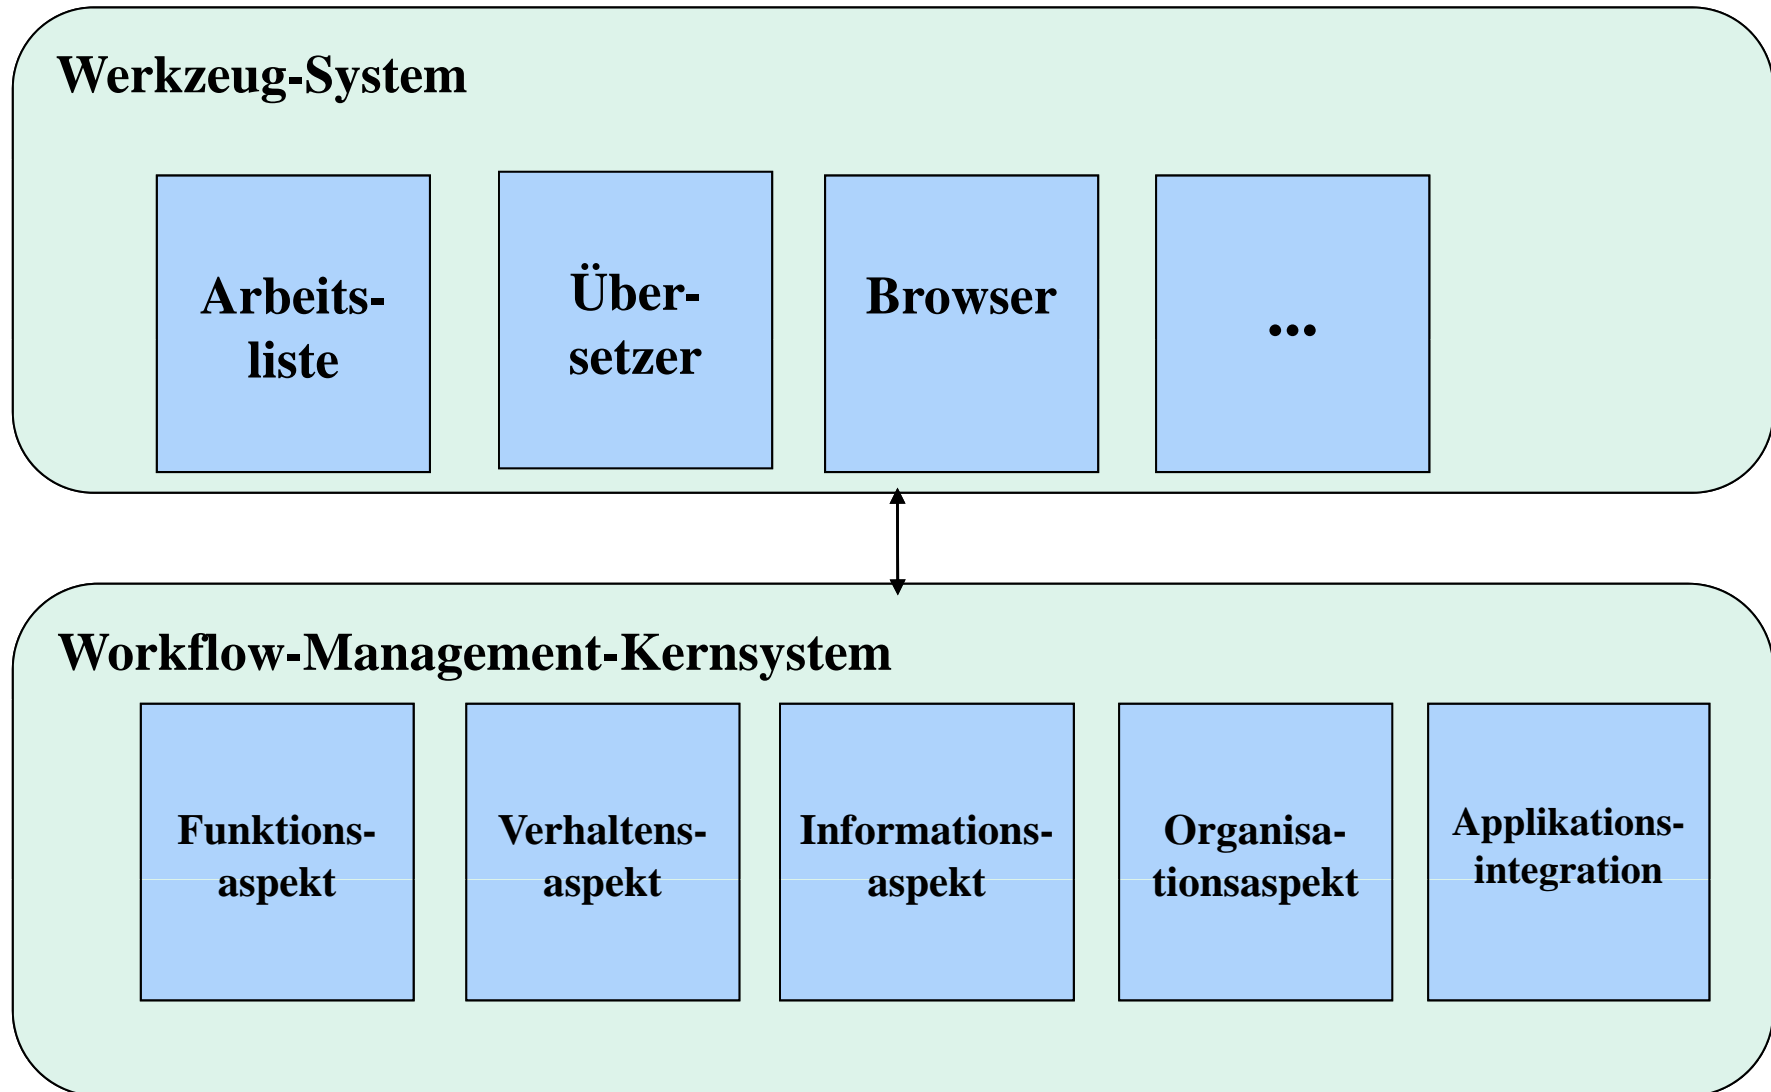 Werkzeug-System
Arbeits-
liste
Über-
setzer
Browser
...
Workflow-Management-Kernsystem
Funktions-
aspekt
Verhaltens-
aspekt
Informations-
aspekt
Organisa-
tionsaspekt
Applikations-
integration